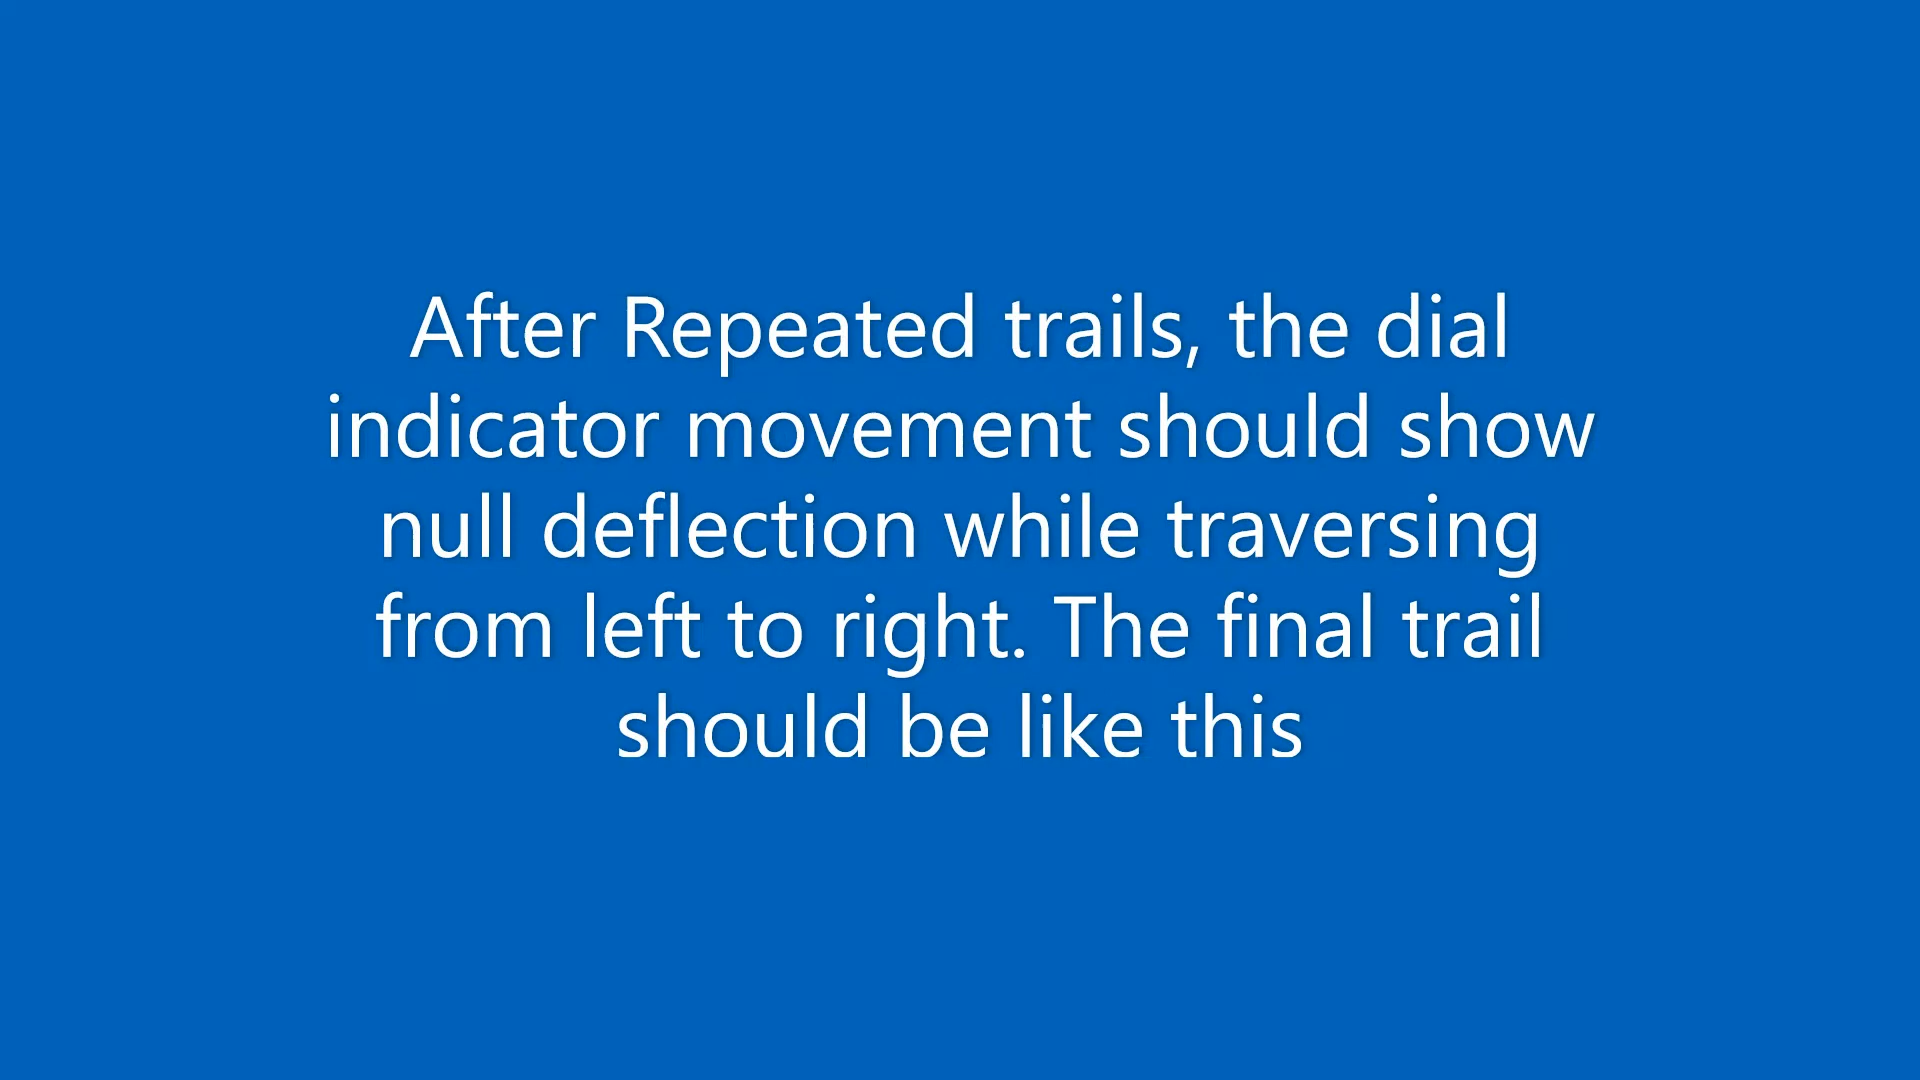 After Repeated trails, the dial
indicator movement should show
null deflection while traversing
from left to right. The final trail
should be like this